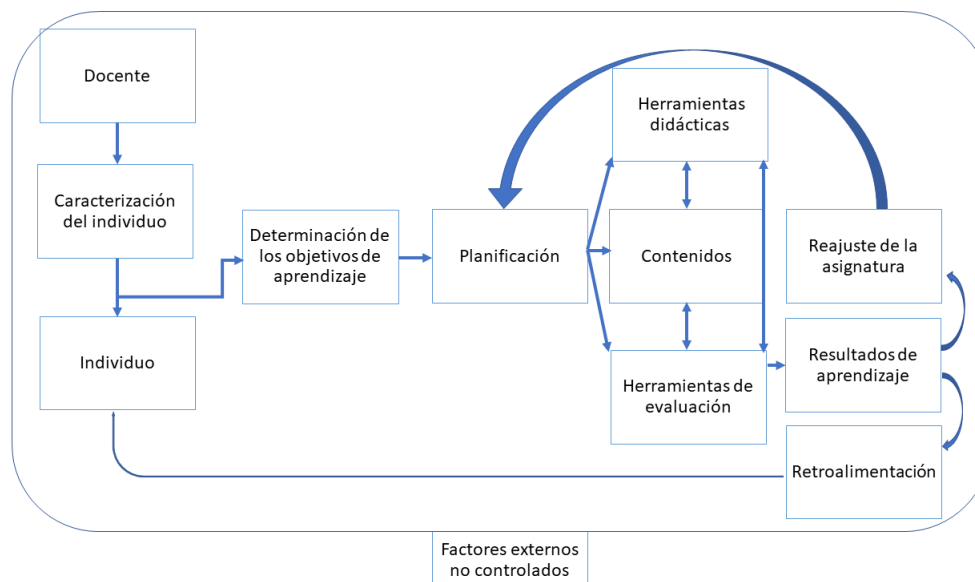 Docente
Caracterización
del individuo
Individuo
Determinación de
los objetivos de
aprendizaje
Planificación
Herramientas
didácticas
Contenidos
Herramientas de
evaluación
Reajuste de la
asignatura
Resultados de
aprendizaje
Retroalimentación
Factores externos
no controlados